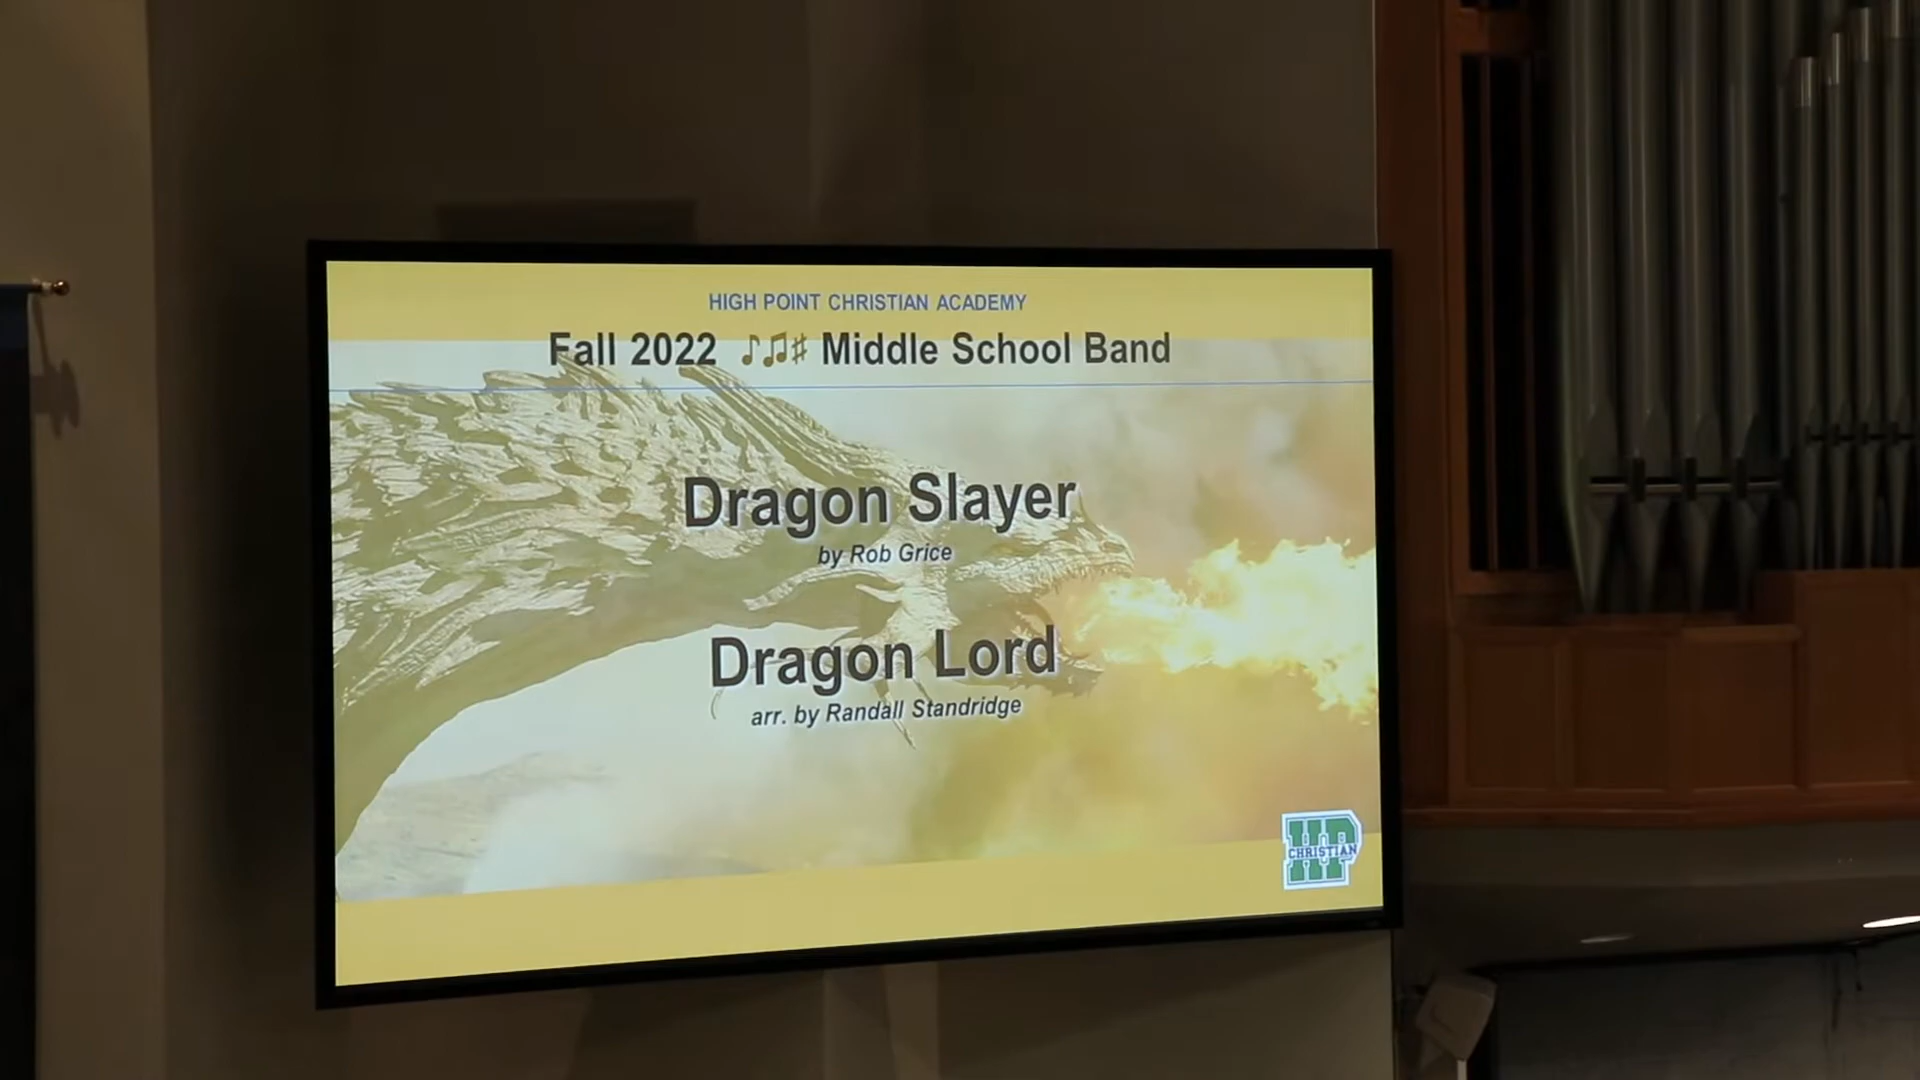 HIGH POINT CHRISTIAN ACADEMY
Fall 2022 ♪♫♯ Middle School Band
Dragon Slayer
by Rob Grice
Dragon Lord
arr. by Randall Standridge
HP
CHRISTIAN